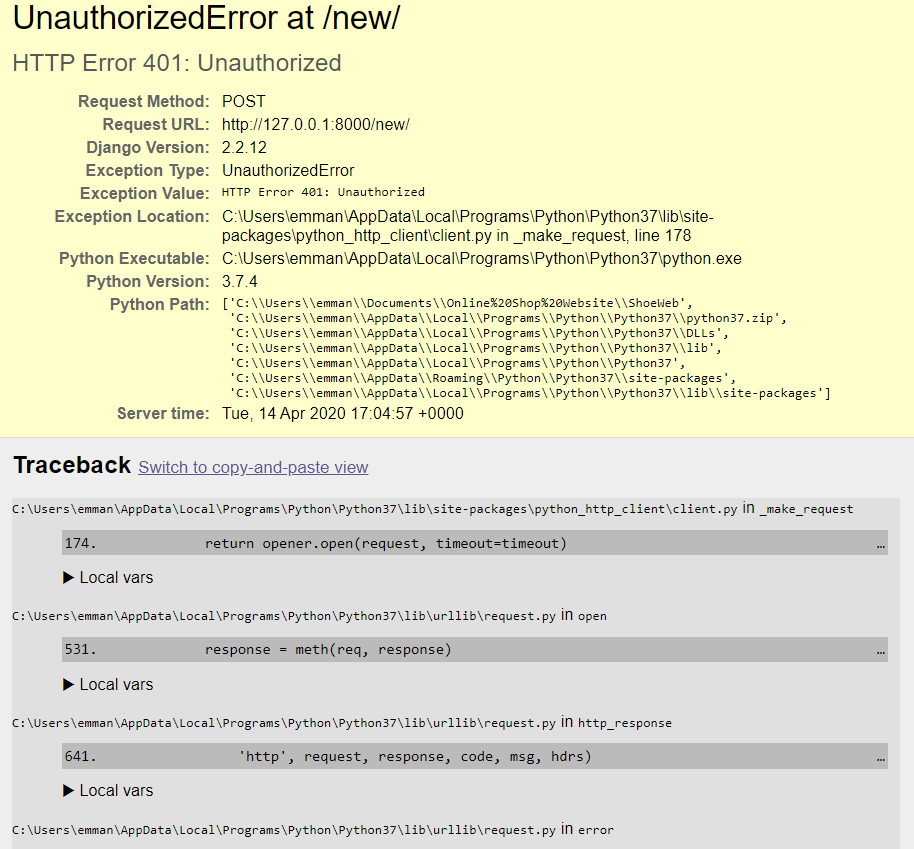 UnauthorizedError at /new/
HTTP Error 401: Unauthorized
Request Method: POST
Request URL: http://127.0.0.1:8000/new/
Django Version: 2.2.12
Exception Type: UnauthorizedError
Exception Value: HTTP Error 401: Unauthorized
Exception Location: C:\Users\emman\AppData\Local\Programs\Python\Python37\lib\site-
packages\python_http_client\client.py in _make_request, line 178
Python Executable: C:\Users\emman\AppData\Local\Programs\Python\Python37\python.exe
Python Version: 3.7.4
Python Path: ['C:\\Users\\emman\\Documents\\Online%20Shop%20Website\\ShoeWeb',
'C:\\Users\\emman\\AppData\\Local\\Programs\\Python\\Python37\\python37.zip',
'C:\\Users\\emman\\AppData\\Local\\Programs\\Python\\Python37\\DLLs',
'C:\\Users\\emman\\AppData\\Local\\Programs\\Python\\Python37\\lib',
'C:\\Users\\emman\\AppData\\Local\\Programs\\Python\\Python37',
'C:\\Users\\emman\\AppData\\Roaming\\Python\\Python37\\site-packages',
'C:\\Users\\emman\\AppData\\Local\\Programs\\Python\\Python37\\lib\\site-packages']
Server time: Tue, 14 Apr 2020 17:04:57 +0000
Traceback Switch to copy-and-paste view
C:\Users\emman\AppData\Local\Programs\Python\Python37\lib\site-packages\python_http_client\client.py in _make_request
174. return opener.open(request, timeout=timeout) …
▶ Local vars
C:\Users\emman\AppData\Local\Programs\Python\Python37\lib\urllib\request.py in open
531. response = meth(req, response) …
▶ Local vars
C:\Users\emman\AppData\Local\Programs\Python\Python37\lib\urllib\request.py in http_response
641. 'http', request, response, code, msg, hdrs) …
▶ Local vars
C:\Users\emman\AppData\Local\Programs\Python\Python37\lib\urllib\request.py in error